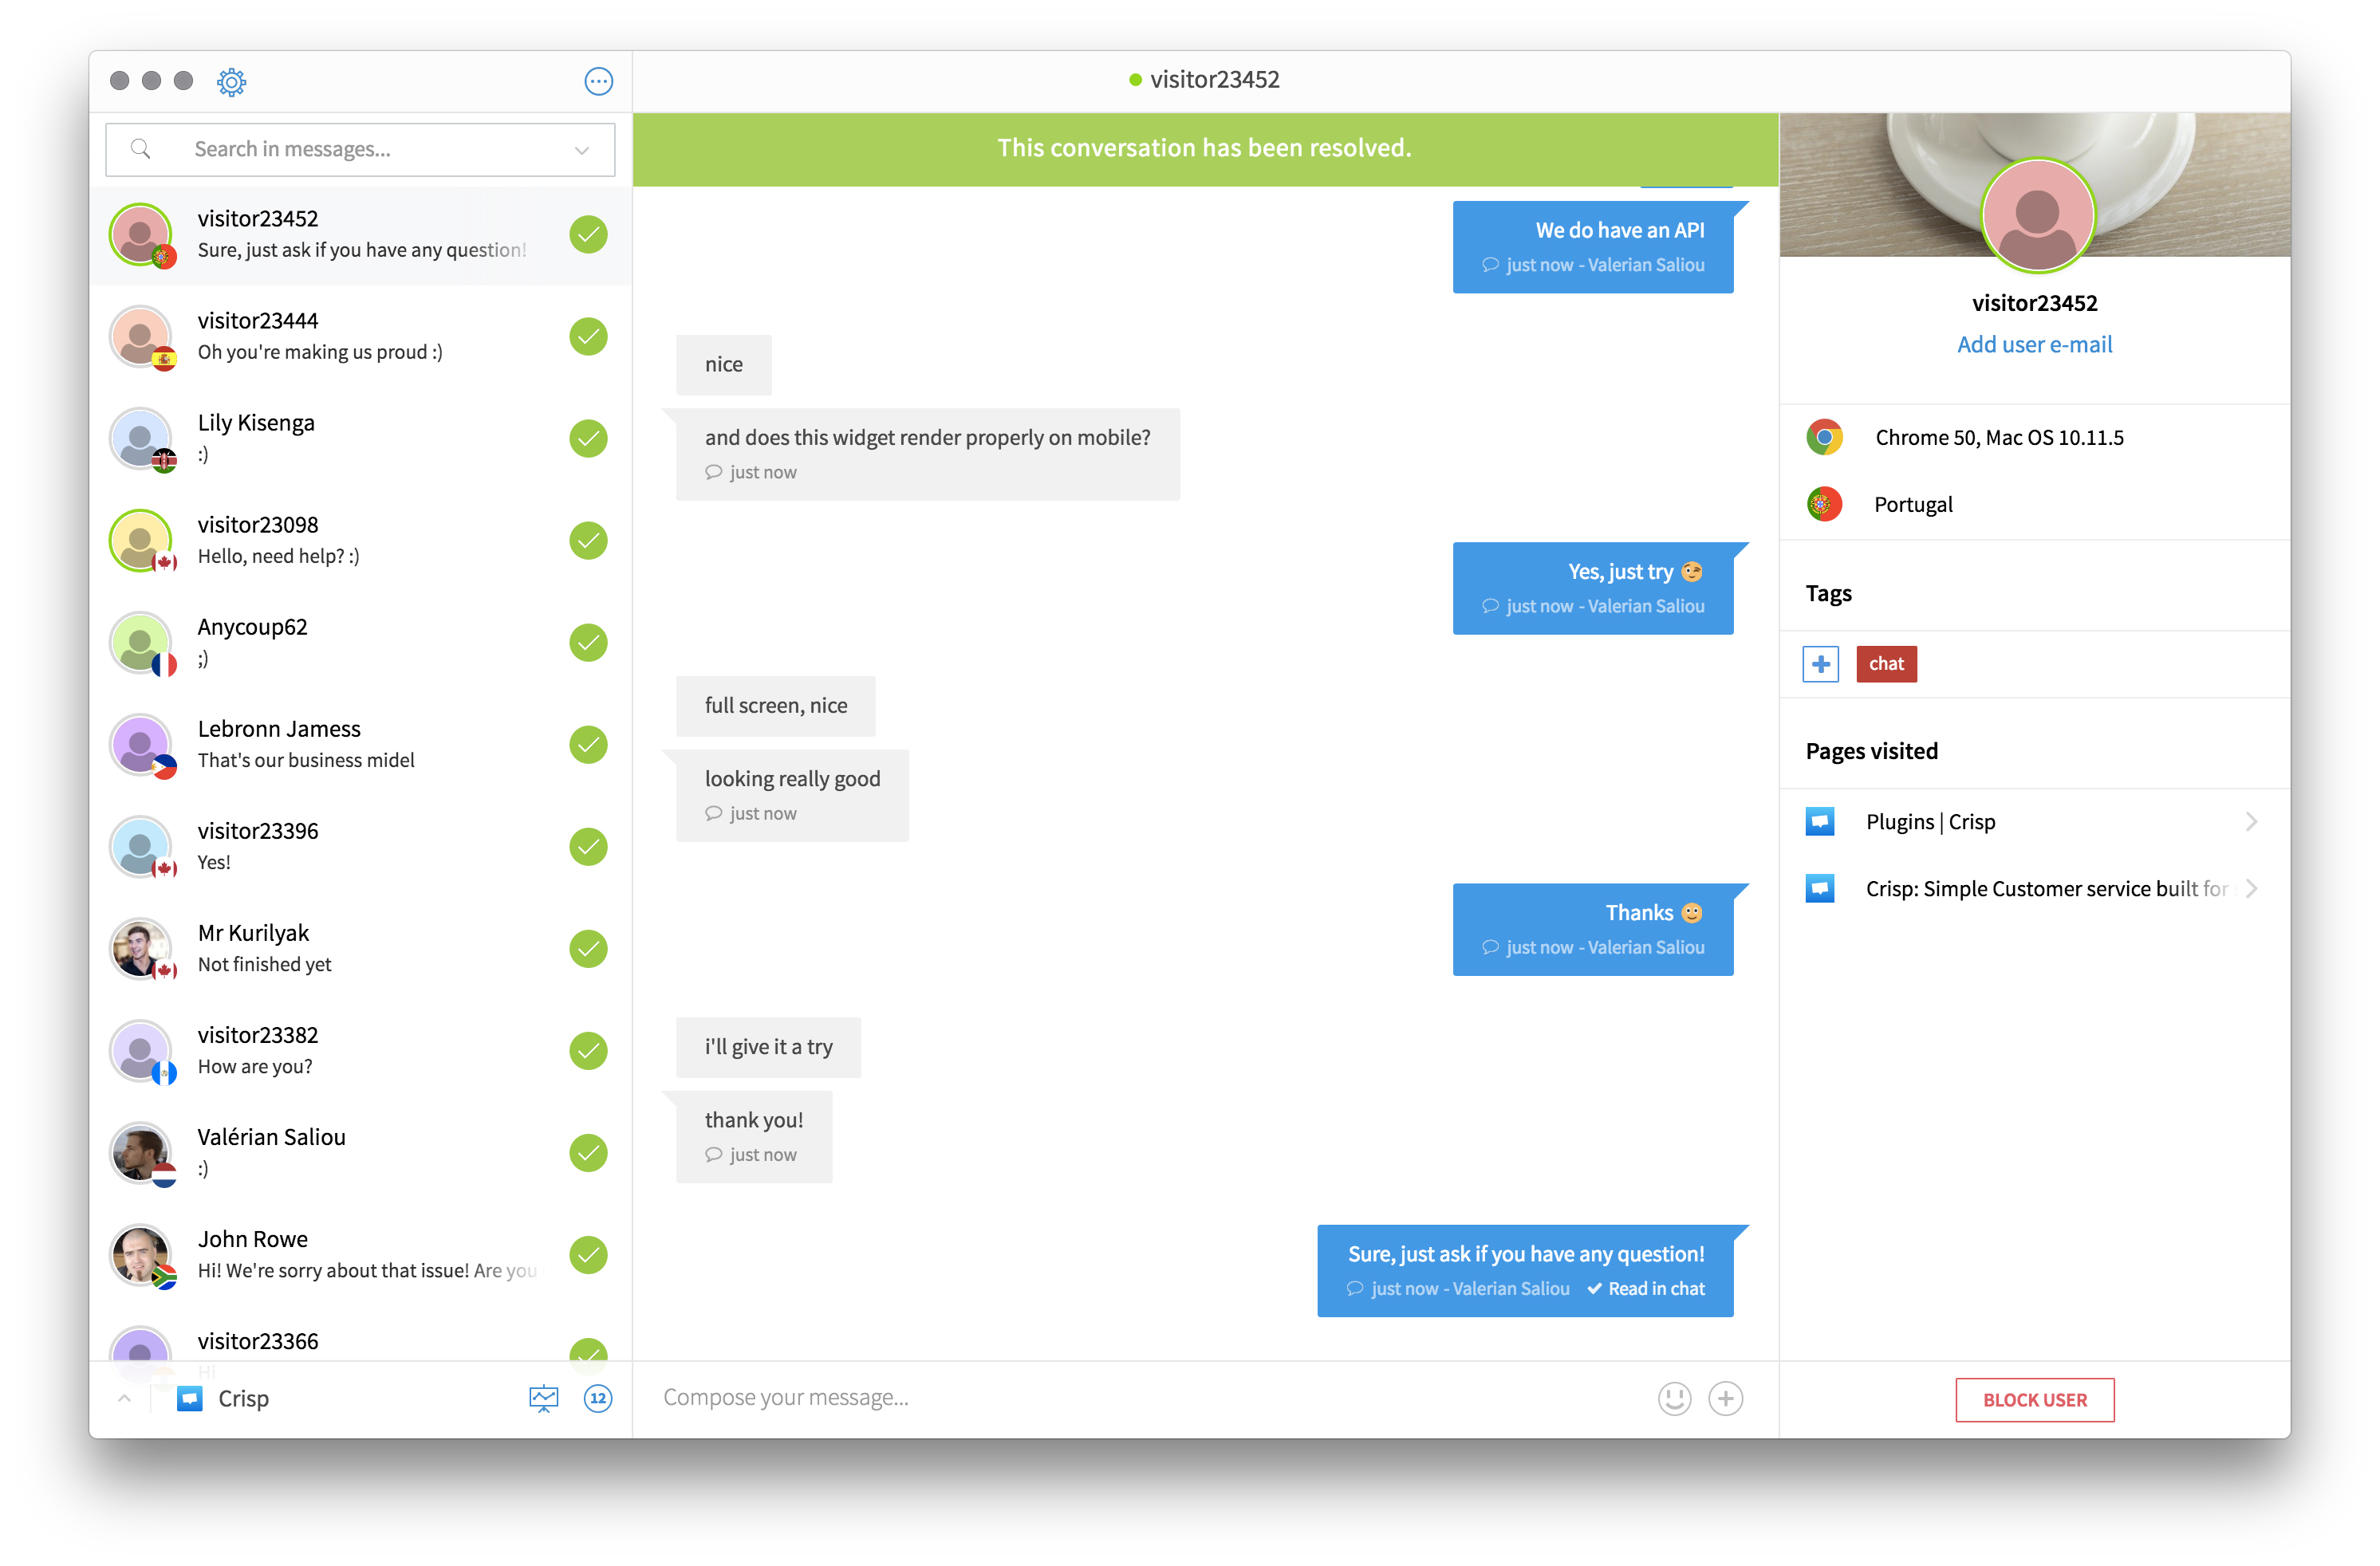 visitor23452
Search in messages...
visitor23452
Sure, just ask if you have any question!
visitor23444
Oh you're making us proud :)
Lily Kisenga
:)
visitor23098
Hello, need help? :)
Anycoup62
;)
Lebronn Jamess
That's our business midel
visitor23396
Yes!
Mr Kurilyak
Not finished yet
visitor23382
How are you?
Valérian Saliou
:)
John Rowe
Hi! We're sorry about that issue! Are you
visitor23366
Hi
Crisp
12
This conversation has been resolved.
We do have an API
just now - Valerian Saliou
nice
and does this widget render properly on mobile?
just now
Yes, just try 😉
just now - Valerian Saliou
full screen, nice
looking really good
just now
Thanks 🙂
just now - Valerian Saliou
i'll give it a try
thank you!
just now
Sure, just ask if you have any question!
just now - Valerian Saliou Read in chat
Compose your message...
visitor23452
Add user e-mail
Chrome 50, Mac OS 10.11.5
Portugal
Tags
chat
Pages visited
Plugins | Crisp
Crisp: Simple Customer service built for
BLOCK USER